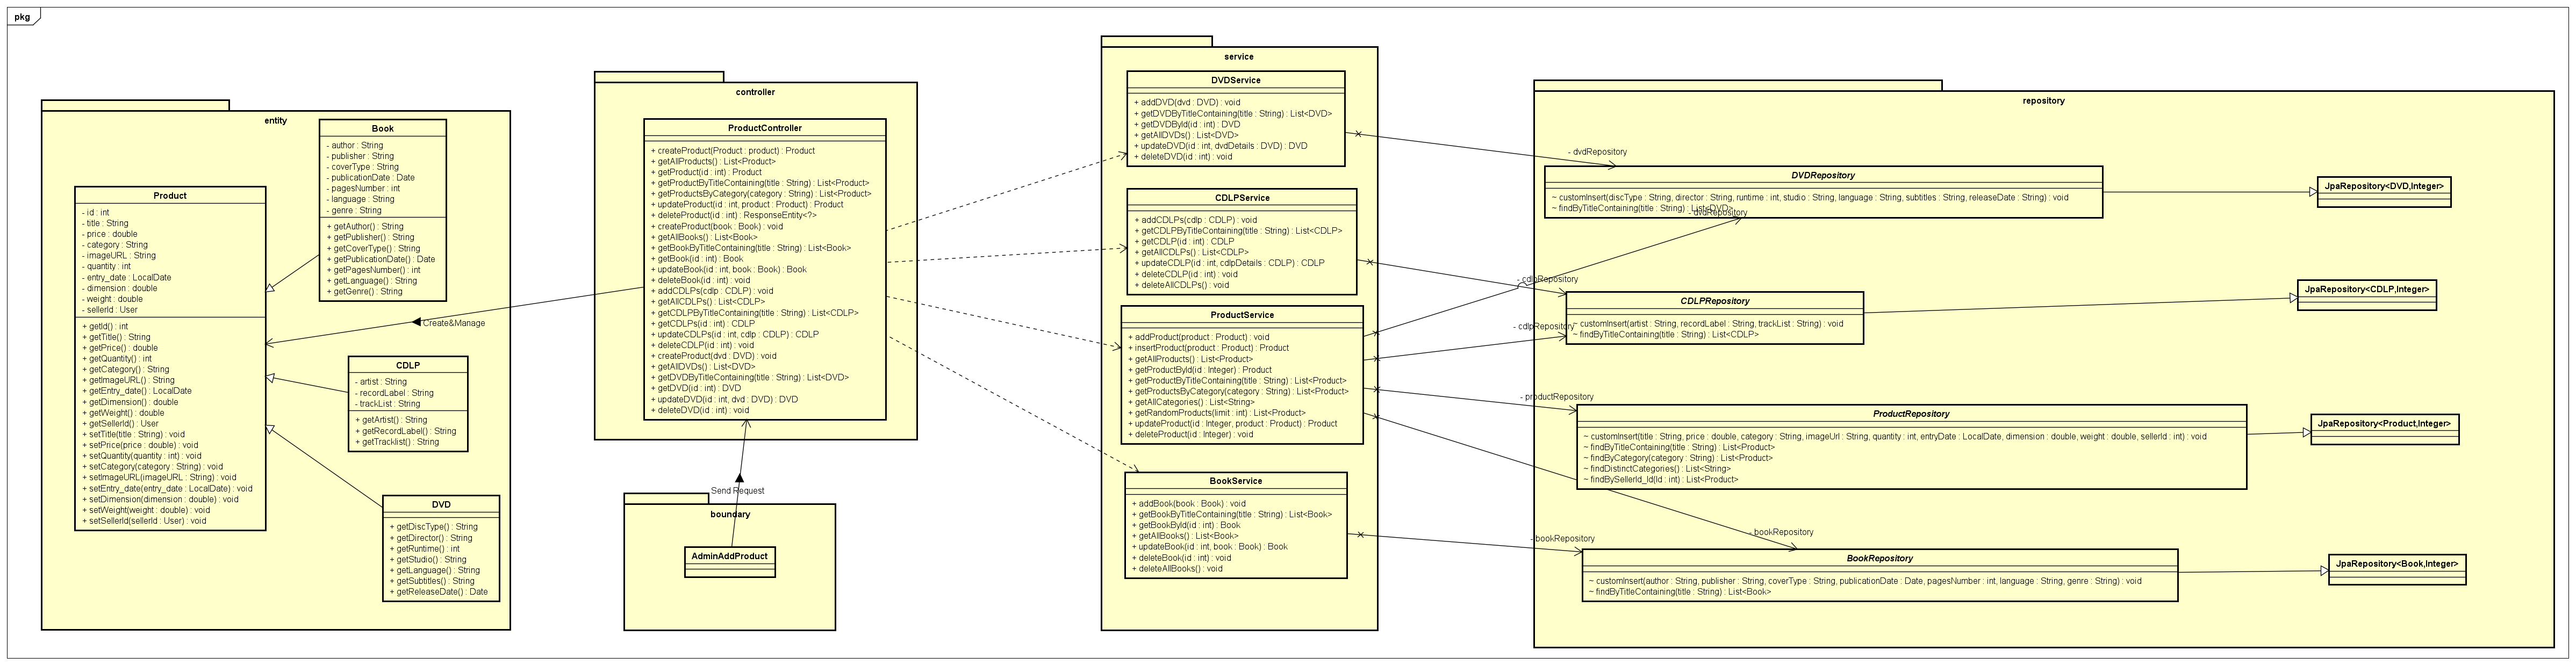 pkg
entity
Product
- id : int
- title : String
- price : double
- category : String
- imageURL : String
- quantity : int
- entry_date : LocalDate
- dimension : double
- weight : double
- sellerId : User
+ getId() : int
+ getTitle() : String
+ getPrice() : double
+ getQuantity() : int
+ getCategory() : String
+ getImageURL() : String
+ getEntry_date() : LocalDate
+ getDimension() : double
+ getWeight() : double
+ getSellerId() : User
+ setTitle(title : String) : void
+ setPrice(price : double) : void
+ setQuantity(quantity : int) : void
+ setCategory(category : String) : void
+ setImageURL(imageURL : String) : void
+ setEntry_date(entry_date : LocalDate) : void
+ setDimension(dimension : double) : void
+ setWeight(weight : double) : void
+ setSellerId(sellerId : User) : void
Book
- author : String
- publisher : String
- coverType : String
- publicationDate : Date
- pagesNumber : int
- language : String
- genre : String
+ getAuthor() : String
+ getPublisher() : String
+ getCoverType() : String
+ getPublicationDate() : Date
+ getPagesNumber() : int
+ getLanguage() : String
+ getGenre() : String
CDLP
- artist : String
- recordLabel : String
- trackList : String
+ getArtist() : String
+ getRecordLabel() : String
+ getTracklist() : String
DVD
+ getDiscType() : String
+ getDirector() : String
+ getRuntime() : int
+ getStudio() : String
+ getLanguage() : String
+ getSubtitles() : String
+ getReleaseDate() : Date
Create&Manage
controller
ProductController
+ createProduct(Product : product) : Product
+ getAllProducts() : List<Product>
+ getProduct(id : int) : Product
+ getProductByTitleContaining(title : String) : List<Product>
+ getProductsByCategory(category : String) : List<Product>
+ updateProduct(id : int, product : Product) : Product
+ deleteProduct(id : int) : ResponseEntity<?>
+ createProduct(book : Book) : void
+ getAllBooks() : List<Book>
+ getBookByTitleContaining(title : String) : List<Book>
+ getBook(id : int) : Book
+ updateBook(id : int, book : Book) : Book
+ deleteBook(id : int) : void
+ addCDLPs(cdlp : CDLP) : void
+ getAllCDLPs() : List<CDLP>
+ getCDLPByTitleContaining(title : String) : List<CDLP>
+ getCDLPs(id : int) : CDLP
+ updateCDLPs(id : int, cdlp : CDLP) : CDLP
+ deleteCDLP(id : int) : void
+ createProduct(dvd : DVD) : void
+ getAllDVDs() : List<DVD>
+ getDVDByTitleContaining(title : String) : List<DVD>
+ getDVD(id : int) : DVD
+ updateDVD(id : int, dvd : DVD) : DVD
+ deleteDVD(id : int) : void
Send Request
boundary
AdminAddProduct
service
DVDService
+ addDVD(dvd : DVD) : void
+ getDVDByTitleContaining(title : String) : List<DVD>
+ getDVDById(id : int) : DVD
+ getAllDVDs() : List<DVD>
+ updateDVD(id : int, dvdDetails : DVD) : DVD
+ deleteDVD(id : int) : void
CDLPService
+ addCDLPs(cdlp : CDLP) : void
+ getCDLPByTitleContaining(title : String) : List<CDLP>
+ getCDLP(id : int) : CDLP
+ getAllCDLPs() : List<CDLP>
+ updateCDLP(id : int, cdlpDetails : CDLP) : CDLP
+ deleteCDLP(id : int) : void
+ deleteAllCDLPs() : void
ProductService
+ addProduct(product : Product) : void
+ insertProduct(product : Product) : Product
+ getAllProducts() : List<Product>
+ getProductById(id : Integer) : Product
+ getProductByTitleContaining(title : String) : List<Product>
+ getProductsByCategory(category : String) : List<Product>
+ getAllCategories() : List<String>
+ getRandomProducts(limit : int) : List<Product>
+ updateProduct(id : Integer, product : Product) : Product
+ deleteProduct(id : Integer) : void
BookService
+ addBook(book : Book) : void
+ getBookByTitleContaining(title : String) : List<Book>
+ getBookById(id : int) : Book
+ getAllBooks() : List<Book>
+ updateBook(id : int, book : Book) : Book
+ deleteBook(id : int) : void
+ deleteAllBooks() : void
repository
- dvdRepository
DVDRepository
~ customInsert(discType : String, director : String, runtime : int, studio : String, language : String, subtitles : String, releaseDate : String) : void
~ findByTitleContaining(title : String) : List<DVD>
- dvdRepository
JpaRepository<DVD,Integer>
- cdlpRepository
CDLPRepository
~ customInsert(artist : String, recordLabel : String, trackList : String) : void
~ findByTitleContaining(title : String) : List<CDLP>
- cdlpRepository
JpaRepository<CDLP,Integer>
- productRepository
ProductRepository
~ customInsert(title : String, price : double, category : String, imageUrl : String, quantity : int, entryDate : LocalDate, dimension : double, weight : double, sellerId : int) : void
~ findByTitleContaining(title : String) : List<Product>
~ findByCategory(category : String) : List<Product>
~ findDistinctCategories() : List<String>
~ findBySellerId_Id(Id : int) : List<Product>
JpaRepository<Product,Integer>
- bookRepository
- bookRepository
BookRepository
~ customInsert(author : String, publisher : String, coverType : String, publicationDate : Date, pagesNumber : int, language : String, genre : String) : void
~ findByTitleContaining(title : String) : List<Book>
JpaRepository<Book,Integer>